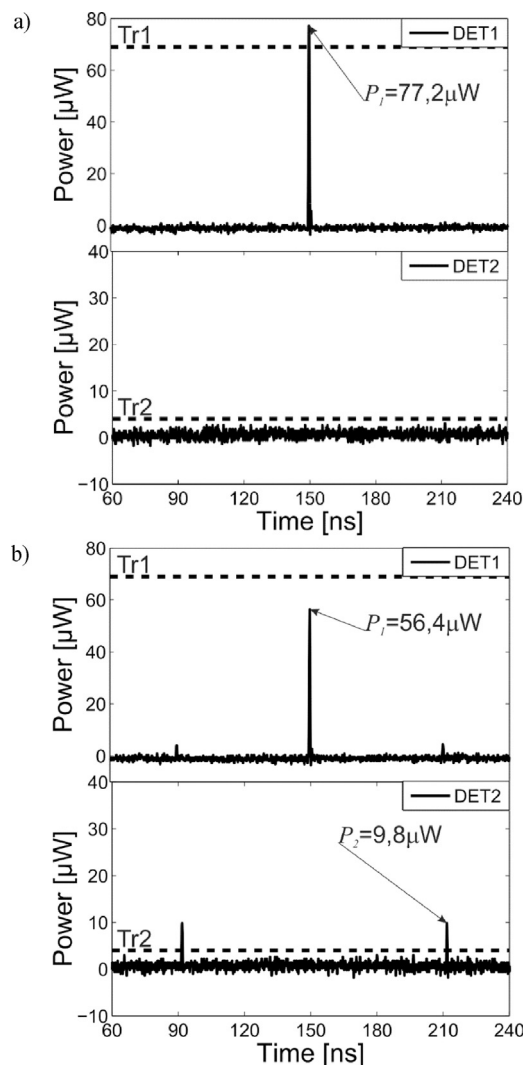 a)
80
Tr1
DET1
60
P1=77,2µW
40
20
0
Power [µW]
40
DET2
30
20
10
Tr2
0
−10
Power [µW]
60 90 120 150 180 210 240
Time [ns]
b)
80
Tr1
DET1
60
P1=56,4µW
40
20
0
Power [µW]
40
DET2
30
P2=9,8µW
20
10
Tr2
0
−10
Power [µW]
60 90 120 150 180 210 240
Time [ns]